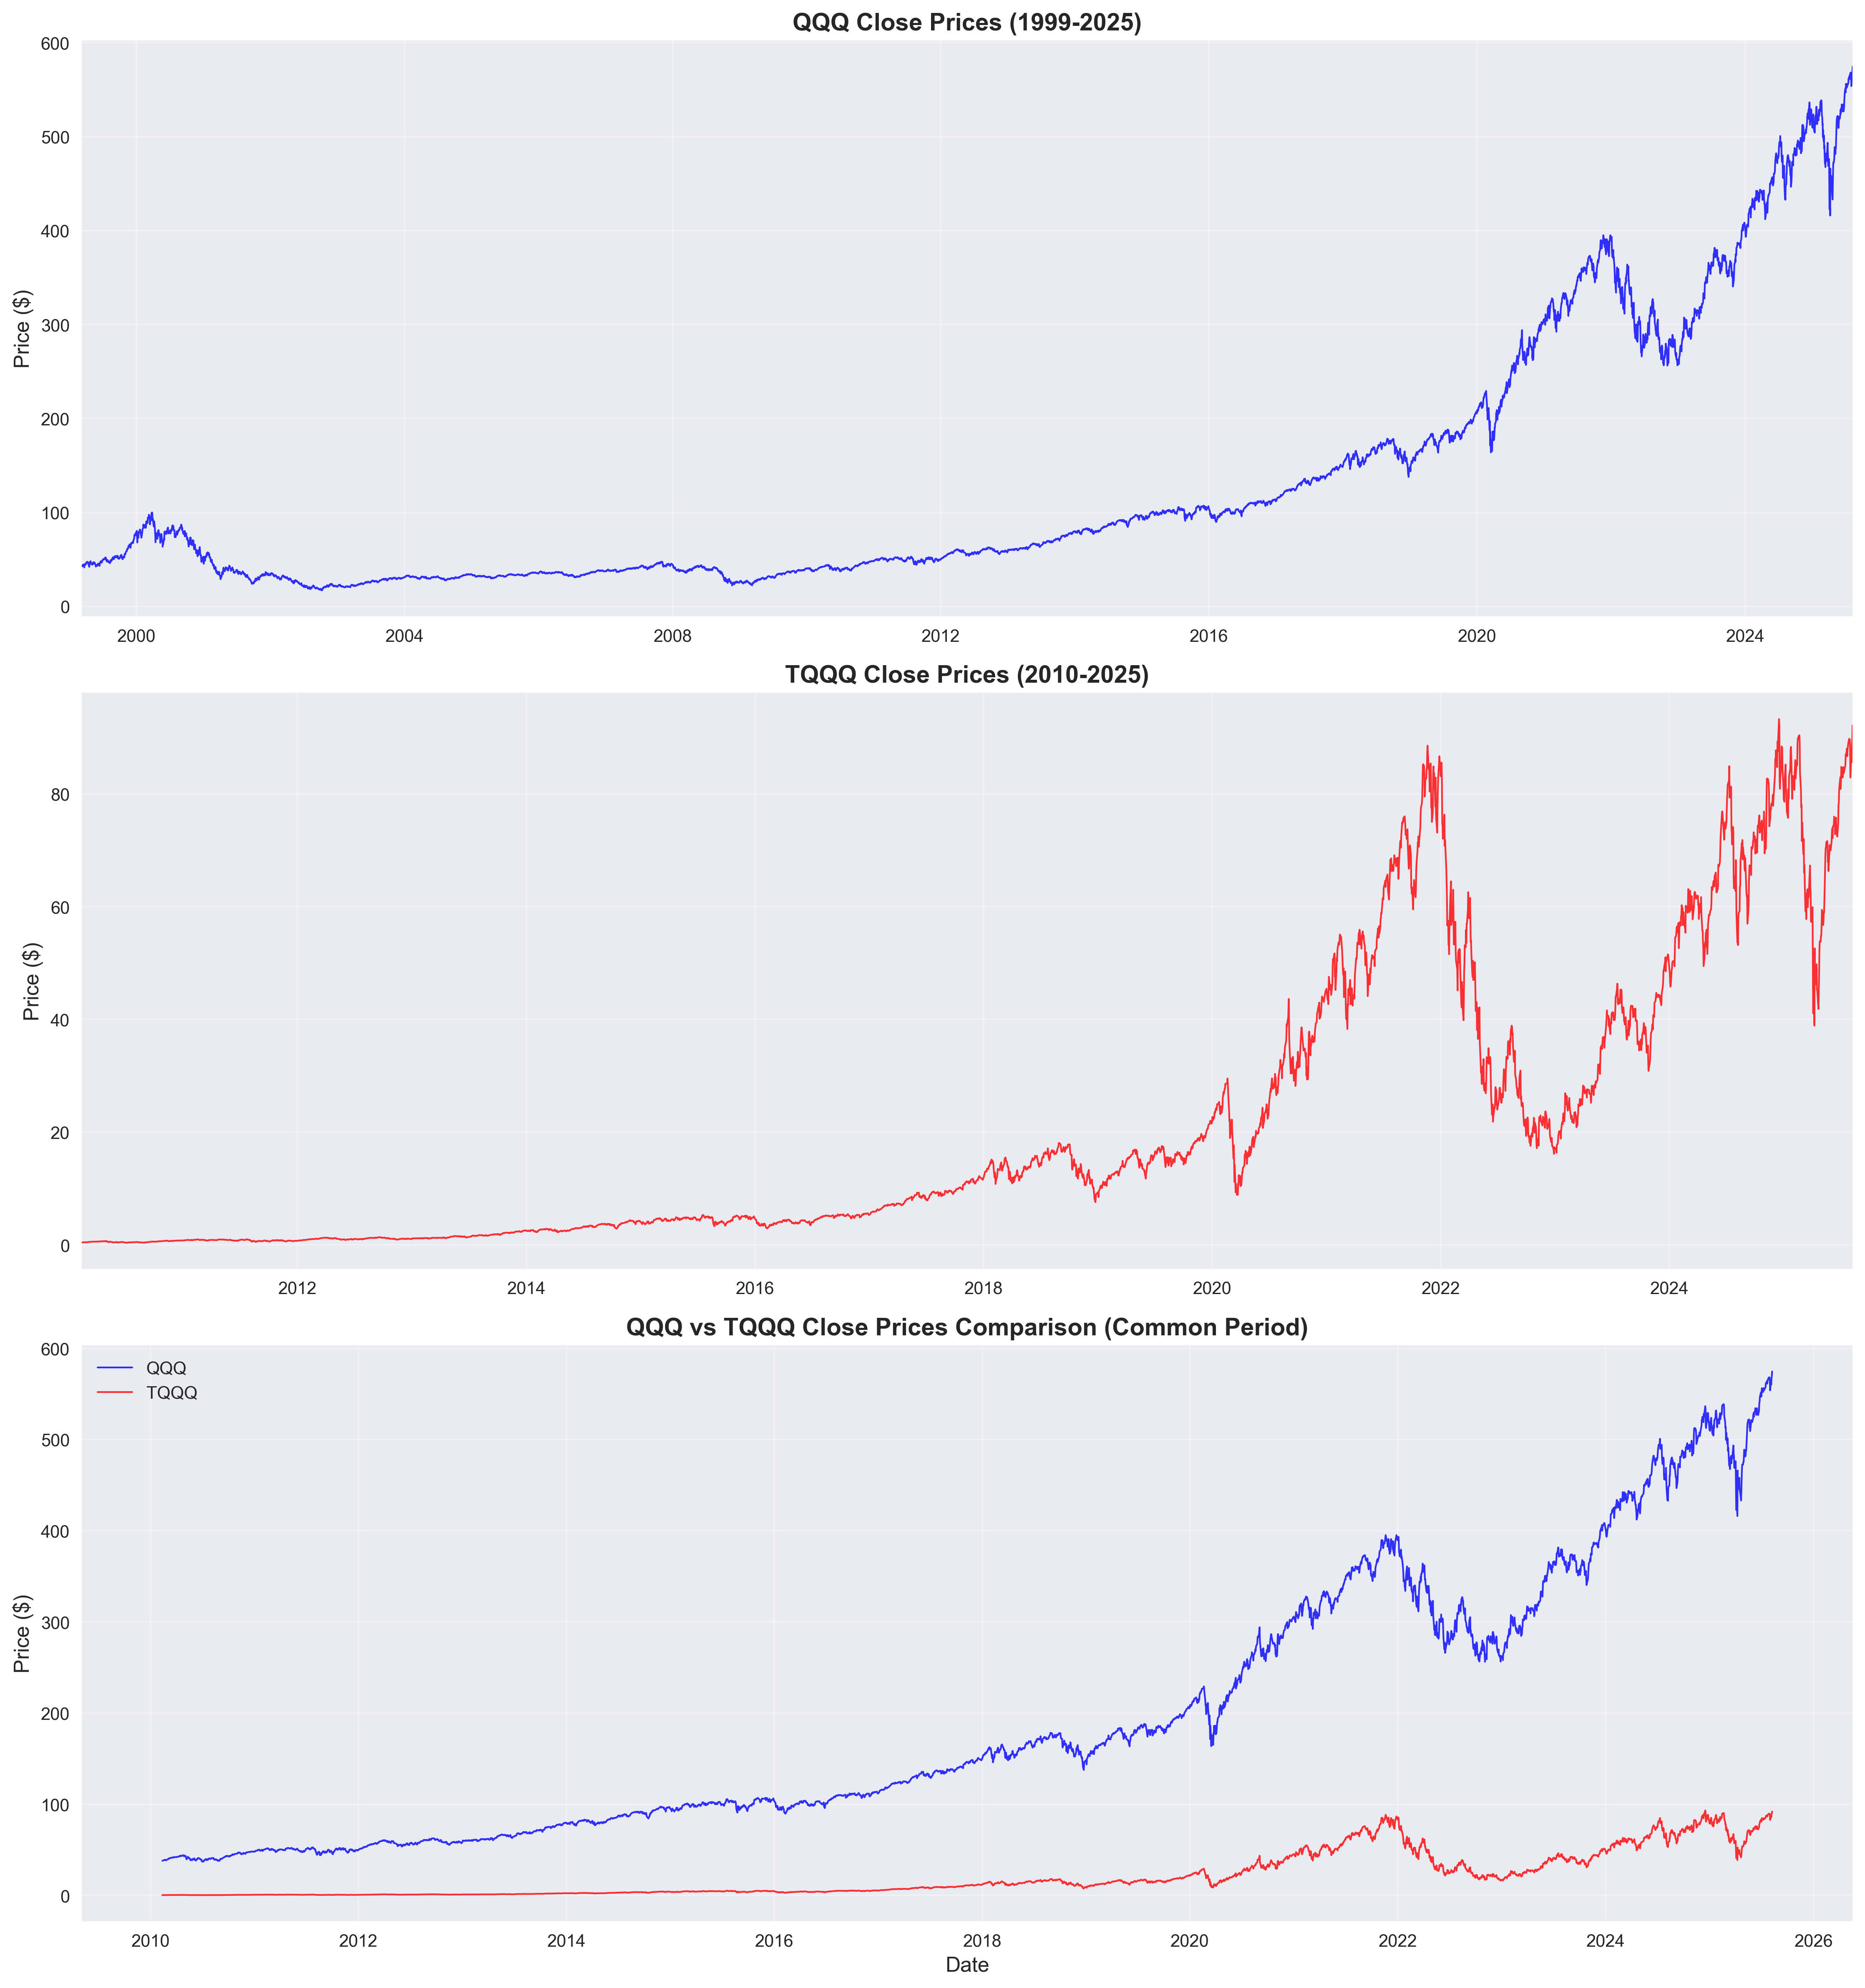 QQQ Close Prices (1999-2025)
600
500
400
300
200
100
0
Price ($)
2000 2004 2008 2012 2016 2020 2024
TQQQ Close Prices (2010-2025)
80
60
40
20
0
Price ($)
2012 2014 2016 2018 2020 2022 2024
QQQ vs TQQQ Close Prices Comparison (Common Period)
QQQ
TQQQ
600
500
400
300
200
100
0
Price ($)
2010 2012 2014 2016 2018 2020 2022 2024 2026
Date